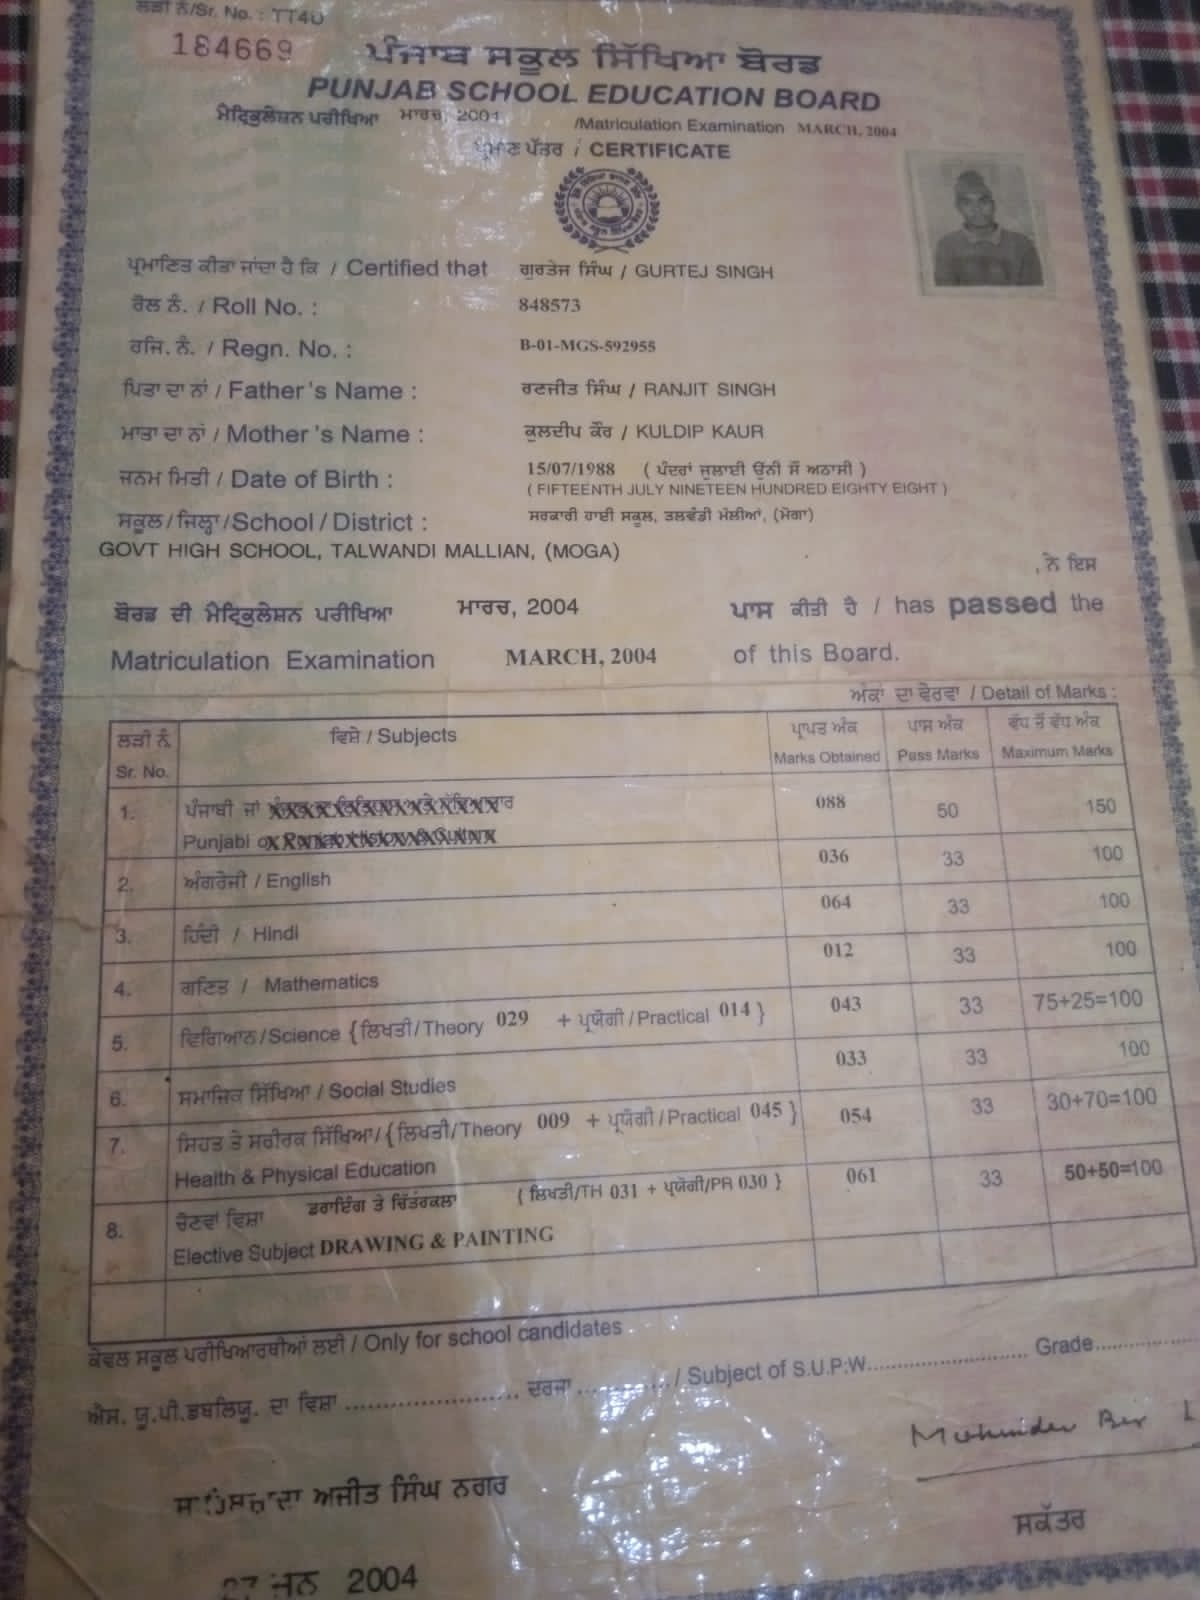 ਲੜੀ ਨੰ/Sr. No. : TT4U
184669
ਪੰਜਾਬ ਸਕੂਲ ਸਿੱਖਿਆ ਬੋਰਡ
PUNJAB SCHOOL EDUCATION BOARD
ਮੈਟ੍ਰਿਕੁਲੇਸ਼ਨ ਪਰੀਖਿਆ ਮਾਰਚ, 2004 /Matriculation Examination MARCH, 2004
ਪ੍ਰਮਾਣ ਪੱਤਰ / CERTIFICATE
ਪ੍ਰਮਾਣਿਤ ਕੀਤਾ ਜਾਂਦਾ ਹੈ ਕਿ / Certified that ਗੁਰਤੇਜ ਸਿੰਘ / GURTEJ SINGH
ਰੋਲ ਨੰ. / Roll No. : 848573
ਰਜਿ. ਨੰ. / Regn. No. : B-01-MGS-592955
ਪਿਤਾ ਦਾ ਨਾਂ / Father's Name : ਰਣਜੀਤ ਸਿੰਘ / RANJIT SINGH
ਮਾਤਾ ਦਾ ਨਾਂ / Mother's Name : ਕੁਲਦੀਪ ਕੌਰ / KULDIP KAUR
ਜਨਮ ਮਿਤੀ / Date of Birth : 15/07/1988 ( ਪੰਦਰਾਂ ਜੁਲਾਈ ਉਨੀ ਸੌ ਅਠਾਸੀ )
( FIFTEENTH JULY NINETEEN HUNDRED EIGHTY EIGHT )
ਸਕੂਲ/ਜਿਲ੍ਹਾ/School/District : ਸਰਕਾਰੀ ਹਾਈ ਸਕੂਲ, ਤਲਵੰਡੀ ਮੱਲੀਆਂ, (ਮੋਗਾ)
GOVT HIGH SCHOOL, TALWANDI MALLIAN, (MOGA)
, ਨੇ ਇਸ
ਬੋਰਡ ਦੀ ਮੈਟ੍ਰਿਕੁਲੇਸ਼ਨ ਪਰੀਖਿਆ ਮਾਰਚ, 2004 ਪਾਸ ਕੀਤੀ ਹੈ / has passed the
Matriculation Examination MARCH, 2004 of this Board.
ਅੰਕਾਂ ਦਾ ਵੇਰਵਾ / Detail of Marks :
ਲੜੀ ਨੰ ਵਿਸ਼ੇ / Subjects ਪ੍ਰਾਪਤ ਅੰਕ ਪਾਸ ਅੰਕ ਵੱਧ ਤੋਂ ਵੱਧ ਅੰਕ
Sr. No. Marks Obtained Pass Marks Maximum Marks
1. ਪੰਜਾਬੀ ਜਾਂ 088 50 150
Punjabi or
2. ਅੰਗਰੇਜੀ / English 036 33 100
3. ਹਿੰਦੀ / Hindi 064 33 100
4. ਗਣਿਤ / Mathematics 012 33 100
5. ਵਿਗਿਆਨ/Science {ਲਿਖਤੀ/Theory 029 + ਪ੍ਰਯੋਗੀ/Practical 014 } 043 33 75+25=100
6. ਸਮਾਜਿਕ ਸਿੱਖਿਆ / Social Studies 033 33 100
7. ਸਿਹਤ ਤੇ ਸਰੀਰਕ ਸਿੱਖਿਆ/{ਲਿਖਤੀ/Theory 009 + ਪ੍ਰਯੋਗੀ/Practical 045 } 054 33 30+70=100
Health & Physical Education
8. ਚੋਣਵਾਂ ਵਿਸ਼ਾ ਡਰਾਇੰਗ ਤੇ ਚਿੱਤਰਕਲਾ { ਲਿਖਤੀ/TH 031 + ਪ੍ਰਯੋਗੀ/PR 030 } 061 33 50+50=100
Elective Subject DRAWING & PAINTING
ਕੇਵਲ ਸਕੂਲ ਪਰੀਖਿਆਰਥੀਆਂ ਲਈ / Only for school candidates
ਐਸ. ਯੂ.ਪੀ.ਡਬਲਿਯੂ. ਦਾ ਵਿਸ਼ਾ ..................... ਦਰਜਾ ............/ Subject of S.U.P.W..................... Grade.............
ਅਜੀਤ ਸਿੰਘ ਨਗਰ
ਸਕੱਤਰ
ਜੂਨ 2004